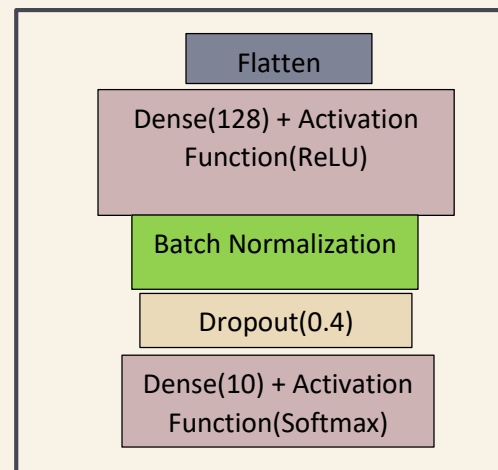 Flatten
Dense(128) + Activation
Function(ReLU)
Batch Normalization
Dropout(0.4)
Dense(10) + Activation
Function(Softmax)